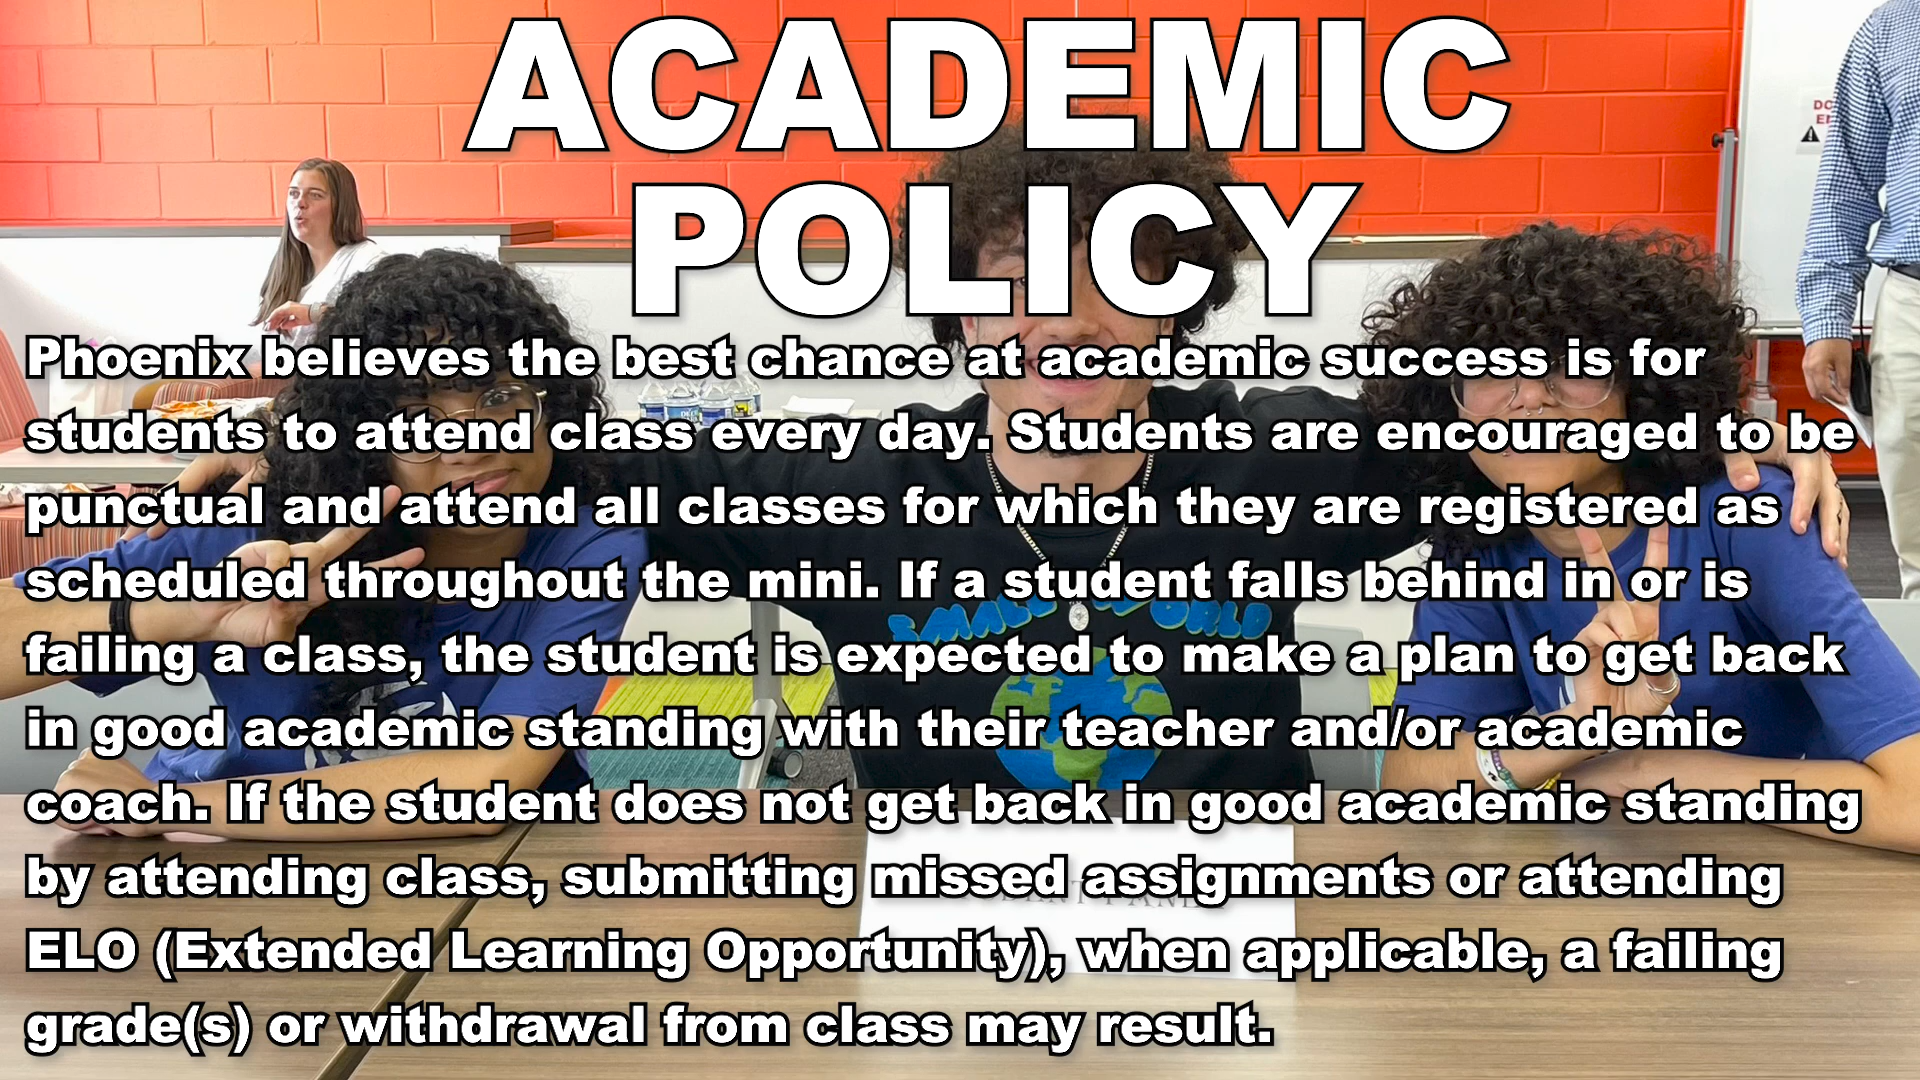 ACADEMIC
POLICY
Phoenix believes the best chance at academic success is for
students to attend class every day. Students are encouraged to be
punctual and attend all classes for which they are registered as
scheduled throughout the mini. If a student falls behind in or is
failing a class, the student is expected to make a plan to get back
in good academic standing with their teacher and/or academic
coach. If the student does not get back in good academic standing
by attending class, submitting missed assignments or attending
ELO (Extended Learning Opportunity), when applicable, a failing
grade(s) or withdrawal from class may result.
SMALL WORLD